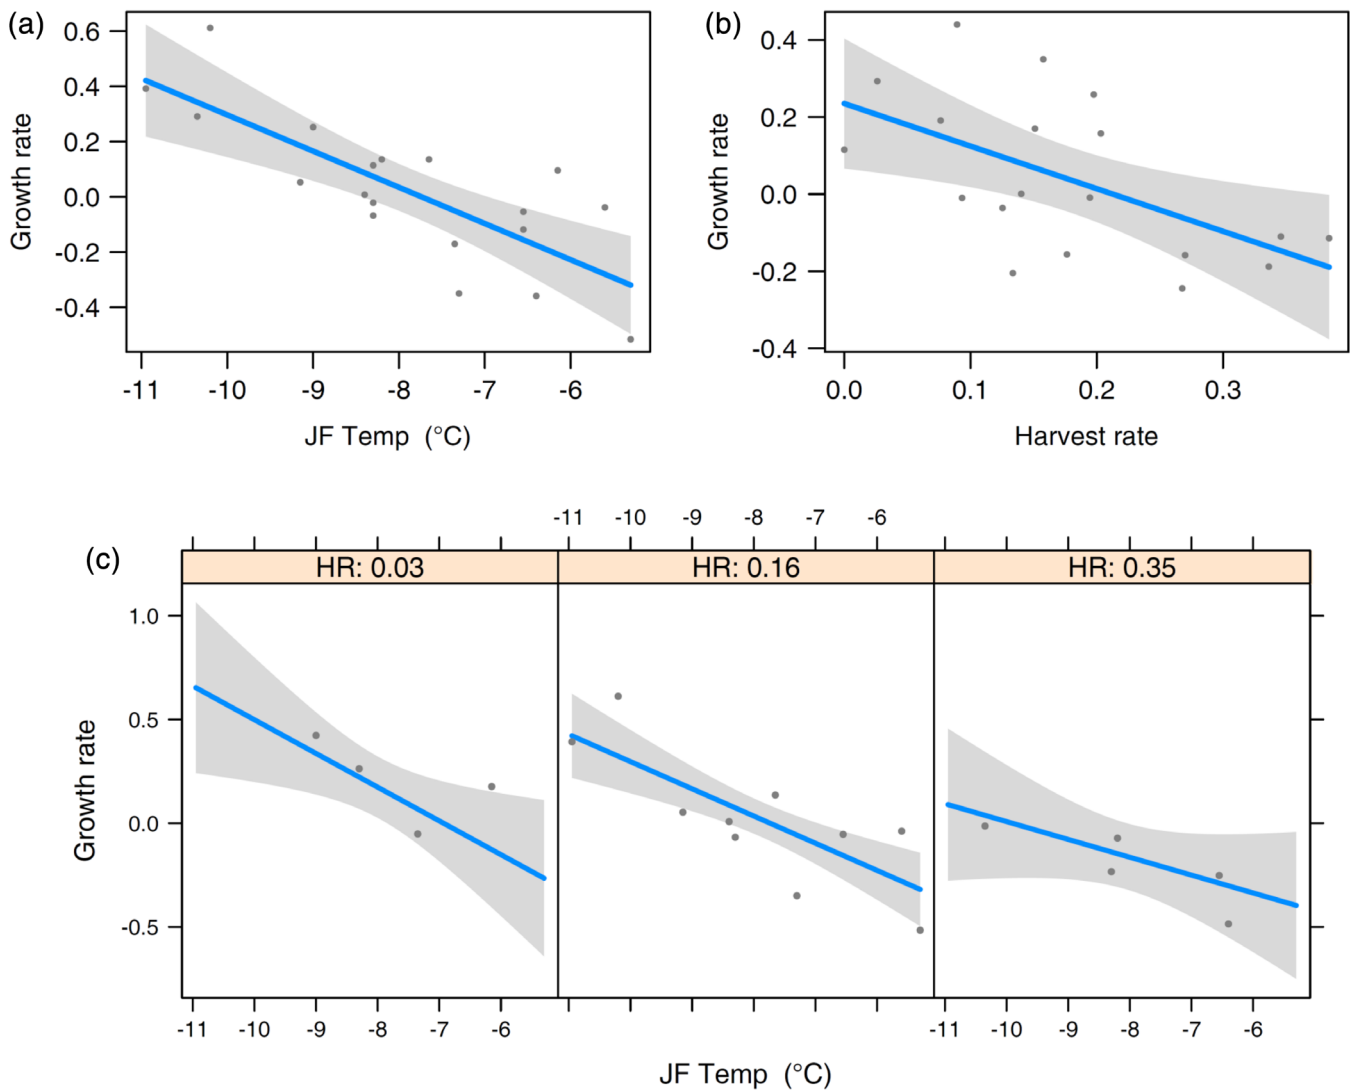 (a)
0.6
0.4
0.2
0.0
-0.2
-0.4
Growth rate
-11 -10 -9 -8 -7 -6
JF Temp (°C)
(b)
0.4
0.2
0.0
-0.2
-0.4
Growth rate
0.0 0.1 0.2 0.3
Harvest rate
(c)
-11 -10 -9 -8 -7 -6
HR: 0.03 HR: 0.16 HR: 0.35
1.0
0.5
0.0
-0.5
Growth rate
-11 -10 -9 -8 -7 -6 -11 -10 -9 -8 -7 -6
JF Temp (°C)